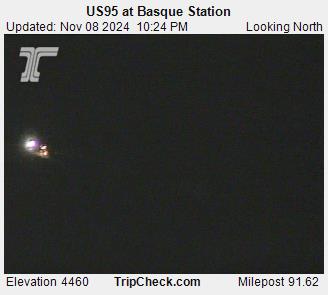 US95 at Basque Station
Updated: Nov 08 2024 10:24 PM Looking North
Elevation 4460 TripCheck.com Milepost 91.62